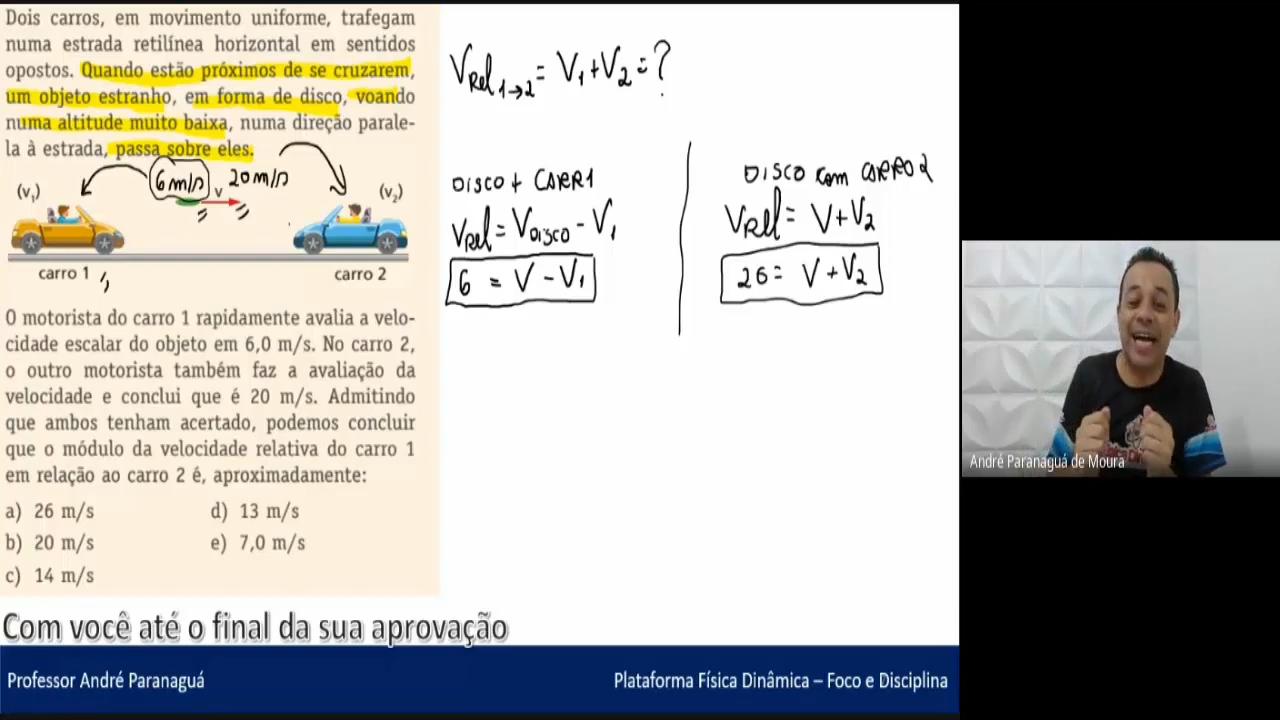 Dois carros, em movimento uniforme, trafegam
numa estrada retilínea horizontal em sentidos
opostos. Quando estão próximos de se cruzarem,
um objeto estranho, em forma de disco, voando
numa altitude muito baixa, numa direção parale-
la à estrada, passa sobre eles.
6 m/s 20 m/s
(v₁) v (v₂)
carro 1 carro 2
O motorista do carro 1 rapidamente avalia a velo-
cidade escalar do objeto em 6,0 m/s. No carro 2,
o outro motorista também faz a avaliação da
velocidade e conclui que é 20 m/s. Admitindo
que ambos tenham acertado, podemos concluir
que o módulo da velocidade relativa do carro 1
em relação ao carro 2 é, aproximadamente:
a) 26 m/s
b) 20 m/s
c) 14 m/s
d) 13 m/s
e) 7,0 m/s
VRel 1→2 = V1 + V2 = ?
DISCO + CARR1
VRel = VDISCO - V1
6 = V - V1
DISCO com CARRO 2
VRel = V + V2
26 = V + V2
André Paranaguá de Moura
Com você até o final da sua aprovação
Professor André Paranaguá
Plataforma Física Dinâmica – Foco e Disciplina